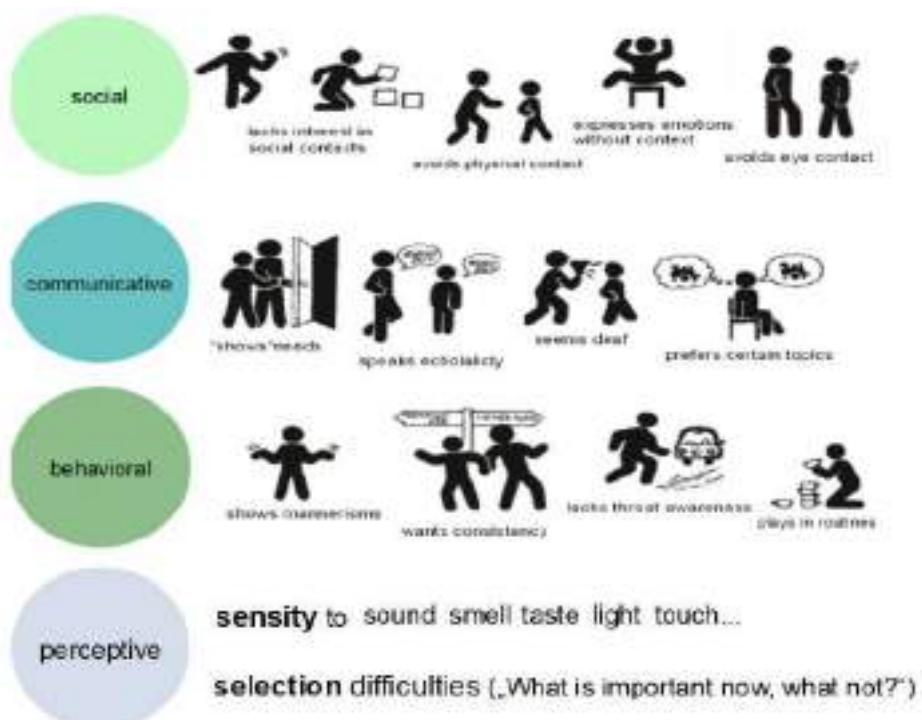 social
lacks interest in
social contacts
avoids physical contact
expresses emotions
without context
avoids eye contact
communicative
"shows"needs
speaks echolalicly
seems deaf
prefers certain topics
behavioral
shows mannerisms
wants consistency
lacks threat awareness
plays in routines
perceptive
sensity to sound smell taste light touch...
selection difficulties („What is important now, what not?")